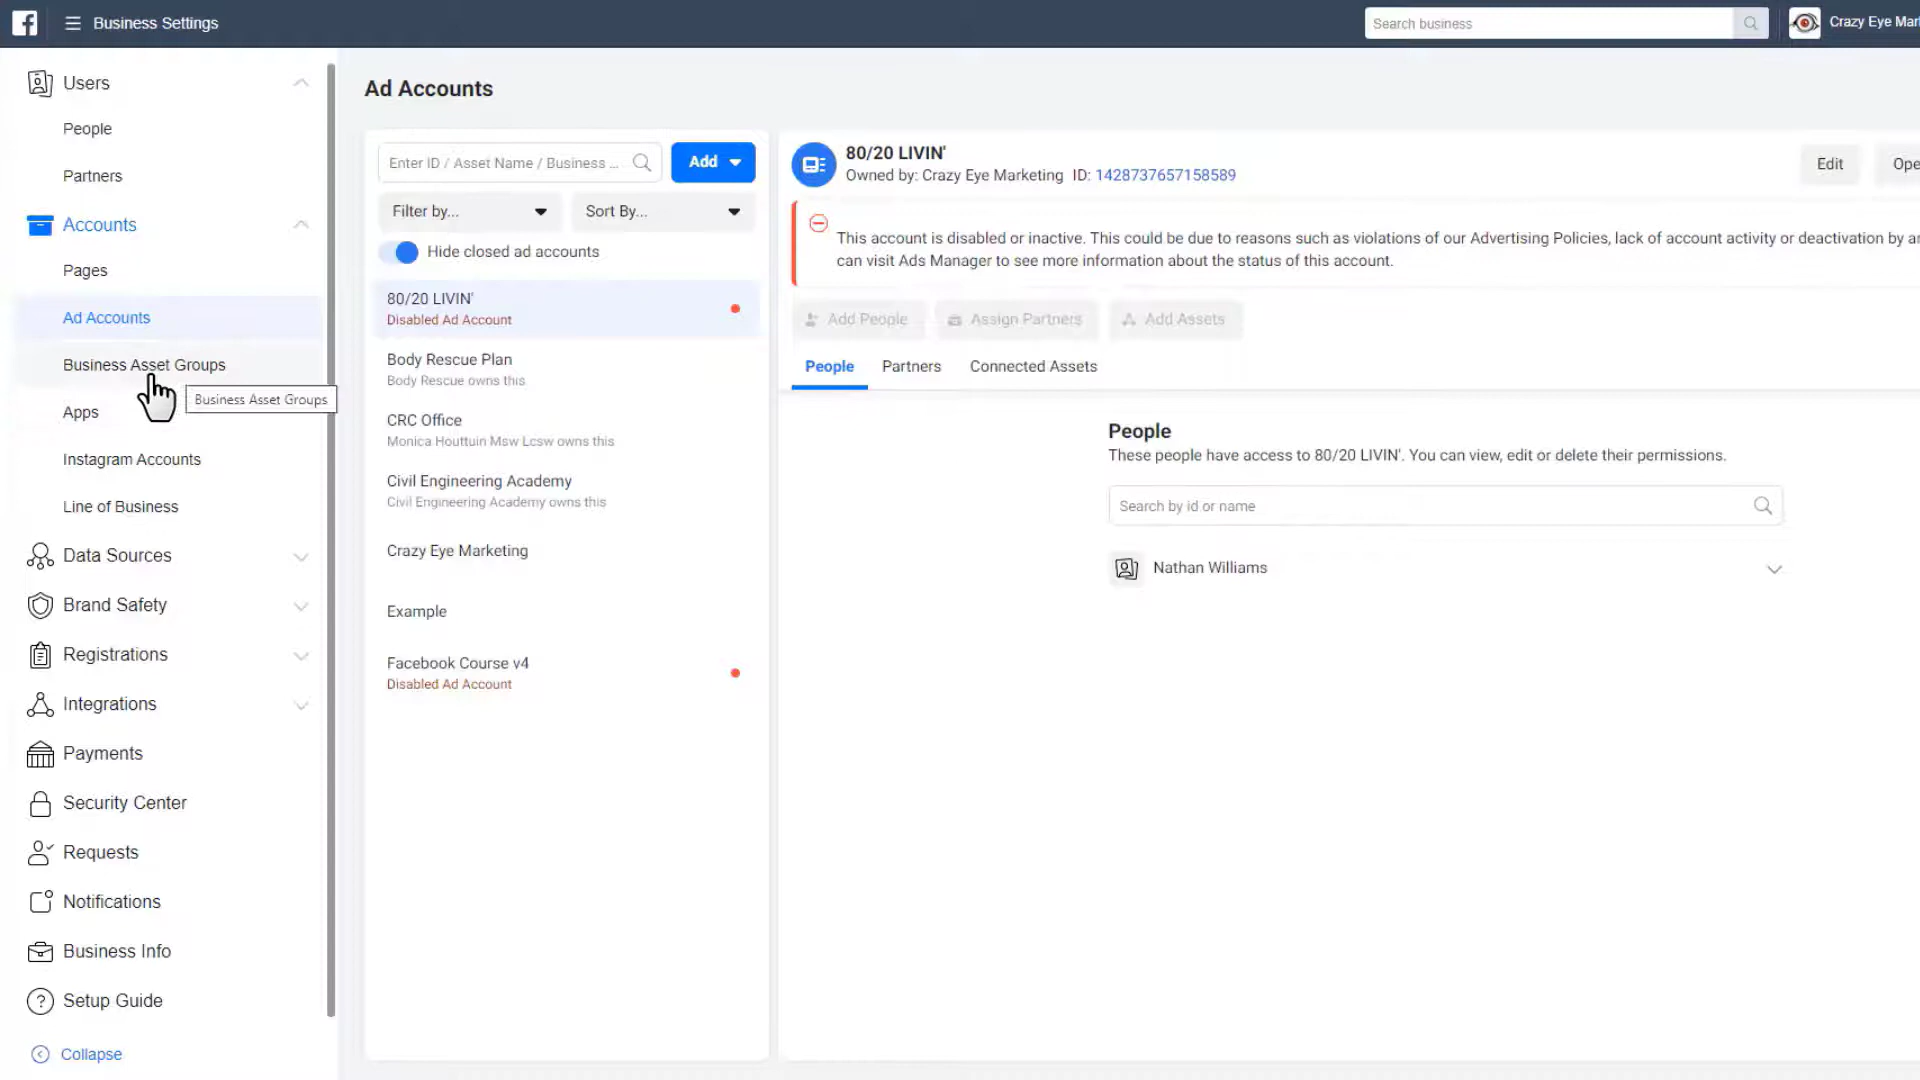 Business Settings
Search business
Crazy Eye Mar
Users
People
Partners
Accounts
Pages
Ad Accounts
Business Asset Groups
Business Asset Groups
Apps
Instagram Accounts
Line of Business
Data Sources
Brand Safety
Registrations
Integrations
Payments
Security Center
Requests
Notifications
Business Info
Setup Guide
Collapse
Ad Accounts
Enter ID / Asset Name / Business ...
Add
Filter by...
Sort By...
Hide closed ad accounts
80/20 LIVIN'
Disabled Ad Account
Body Rescue Plan
Body Rescue owns this
CRC Office
Monica Houttuin Msw Lcsw owns this
Civil Engineering Academy
Civil Engineering Academy owns this
Crazy Eye Marketing
Example
Facebook Course v4
Disabled Ad Account
80/20 LIVIN'
Owned by: Crazy Eye Marketing ID: 1428737657158589
Edit
Ope
This account is disabled or inactive. This could be due to reasons such as violations of our Advertising Policies, lack of account activity or deactivation by ar
can visit Ads Manager to see more information about the status of this account.
Add People
Assign Partners
Add Assets
People
Partners
Connected Assets
People
These people have access to 80/20 LIVIN'. You can view, edit or delete their permissions.
Search by id or name
Nathan Williams